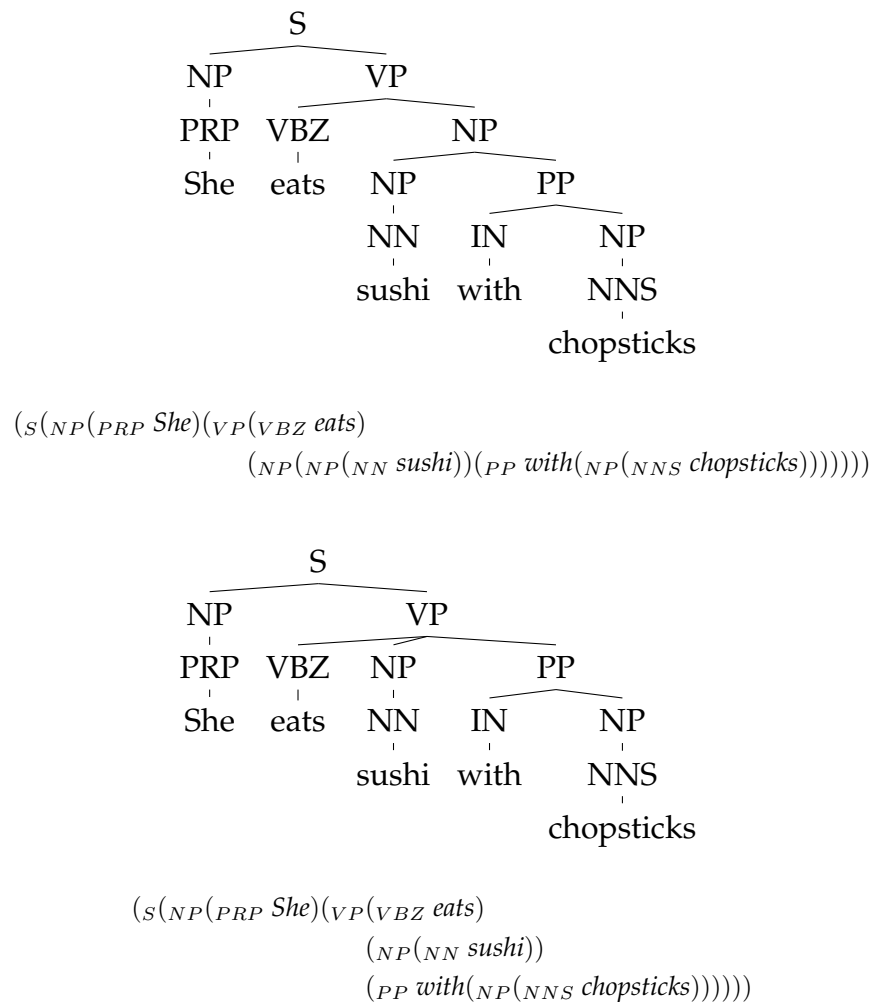 S
NP VP
PRP VBZ NP
She eats NP PP
NN IN NP
sushi with NNS
chopsticks
(S(NP(PRP She)(VP(VBZ eats)
(NP(NP(NN sushi))(PP with(NP(NNS chopsticks)))))))
S
NP VP
PRP VBZ NP PP
She eats NN IN NP
sushi with NNS
chopsticks
(S(NP(PRP She)(VP(VBZ eats)
(NP(NN sushi))
(PP with(NP(NNS chopsticks))))))